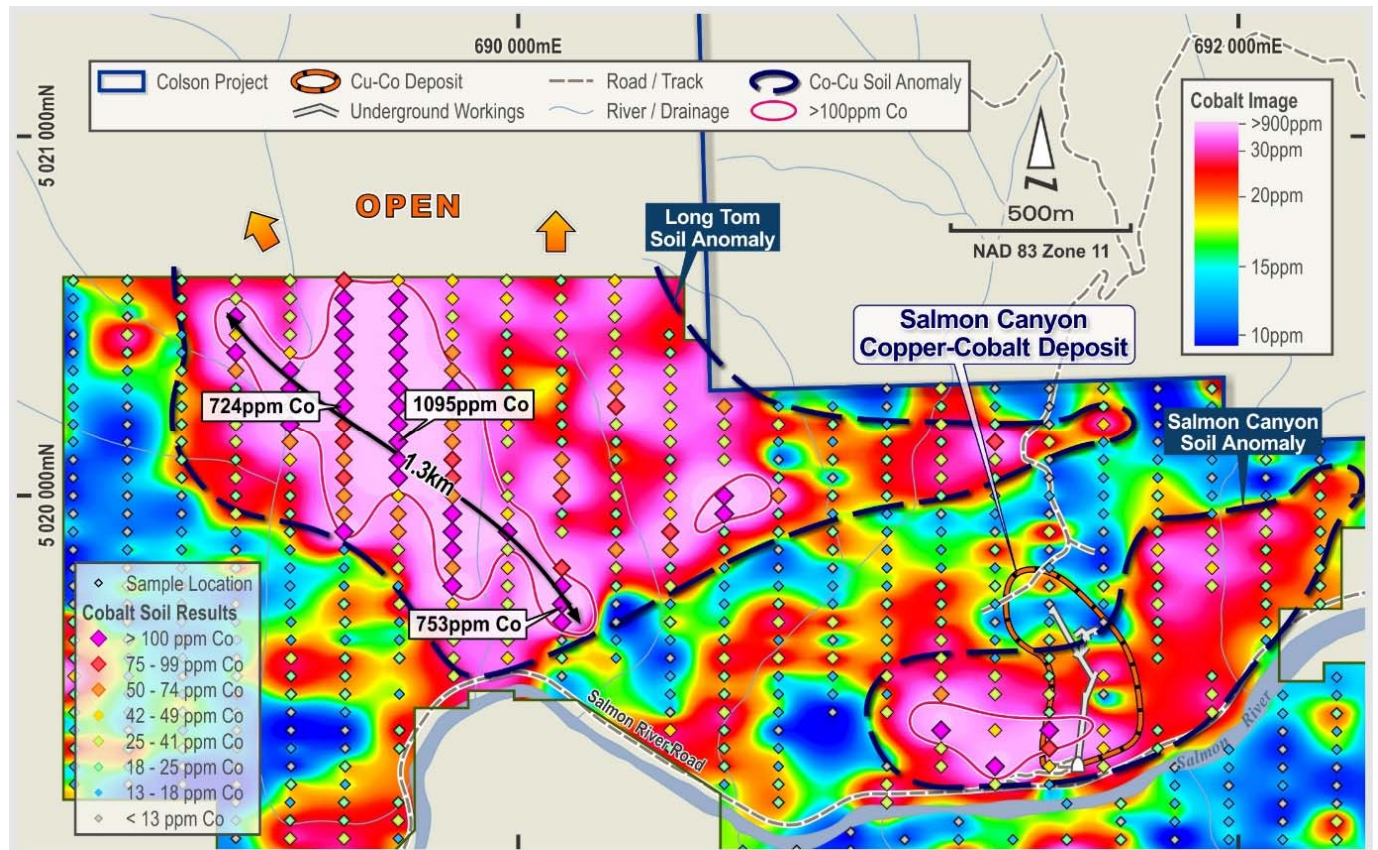 690 000mE
692 000mE
5 021 000mN
5 020 000mN
Colson Project
Cu-Co Deposit
Underground Workings
Road / Track
River / Drainage
Co-Cu Soil Anomaly
>100ppm Co
Cobalt Image
>900ppm
30ppm
20ppm
15ppm
10ppm
N
500m
NAD 83 Zone 11
OPEN
Long Tom
Soil Anomaly
Salmon Canyon
Copper-Cobalt Deposit
Salmon Canyon
Soil Anomaly
724ppm Co
1095ppm Co
1.3km
753ppm Co
Salmon River Road
Salmon River
Sample Location
Cobalt Soil Results
> 100 ppm Co
75 - 99 ppm Co
50 - 74 ppm Co
42 - 49 ppm Co
25 - 41 ppm Co
18 - 25 ppm Co
13 - 18 ppm Co
< 13 ppm Co